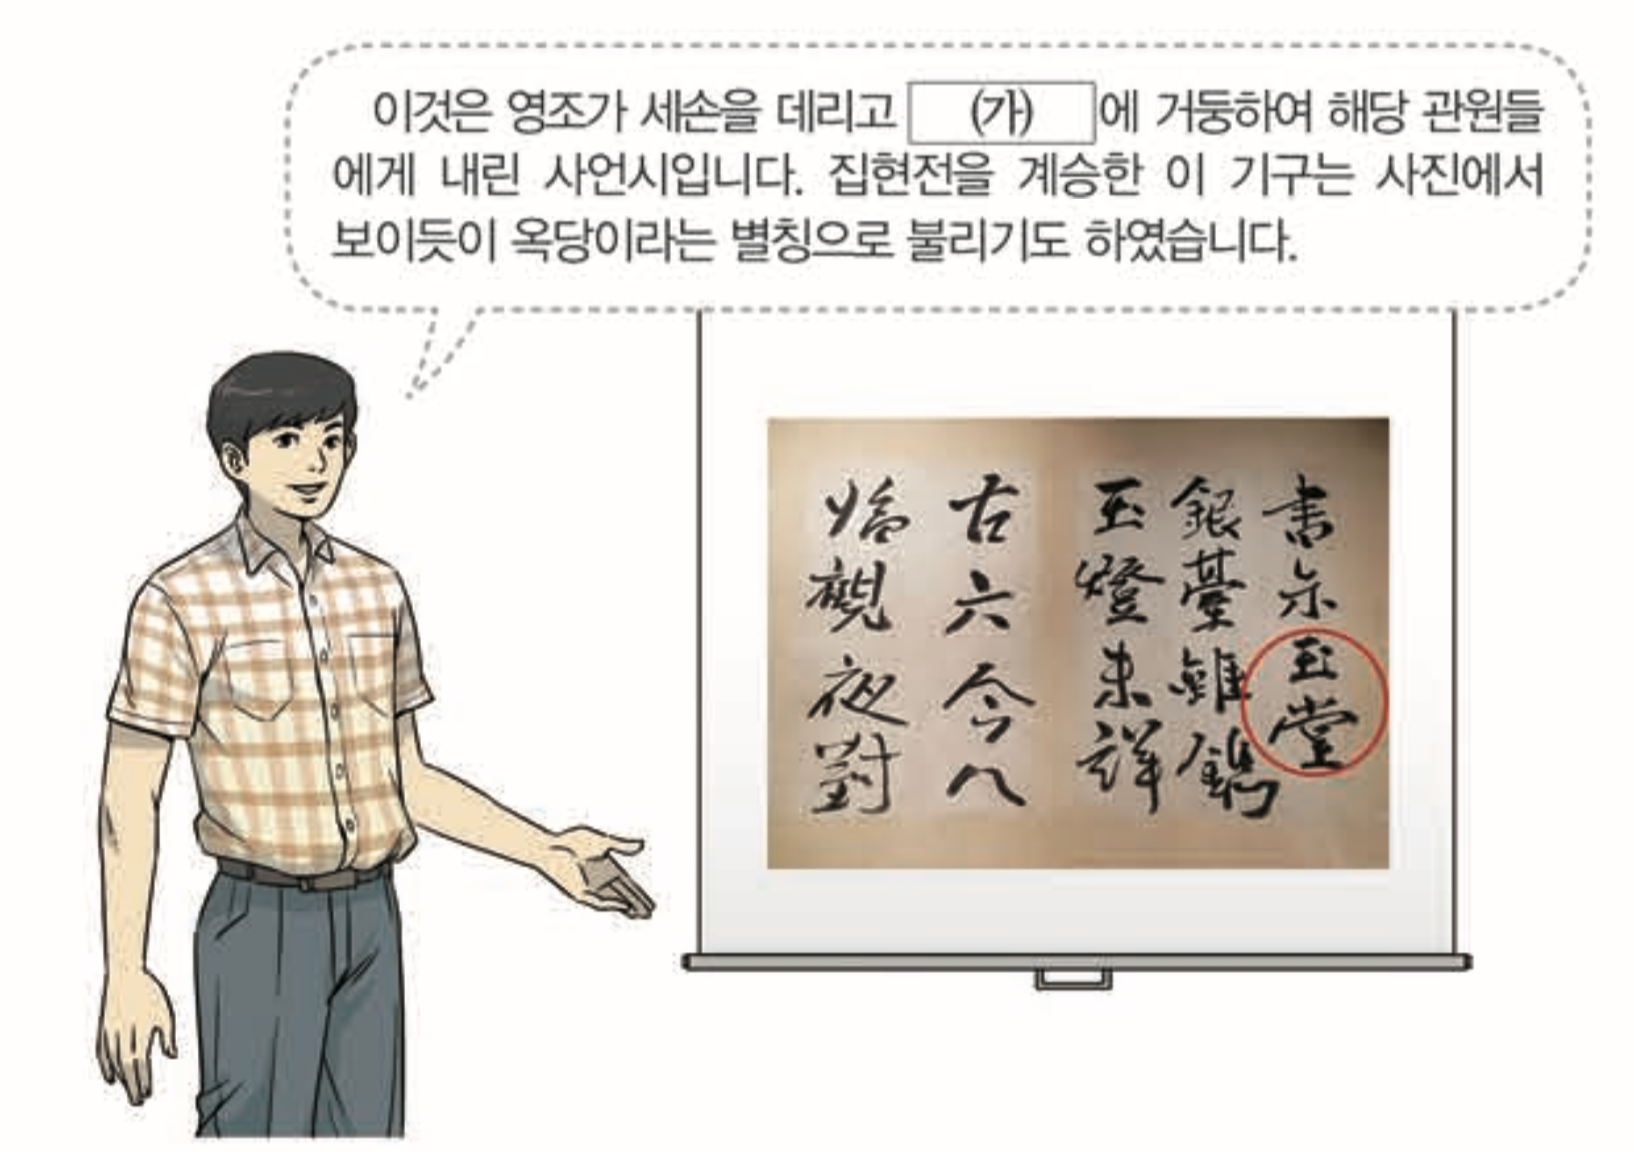 이것은 영조가 세손을 데리고 (가) 에 거둥하여 해당 관원들
에게 내린 사언시입니다. 집현전을 계승한 이 기구는 사진에서
보이듯이 옥당이라는 별칭으로 불리기도 하였습니다.
書示玉堂
銀臺雖鐫
玉燈未詳
古六今八
始觀夜對